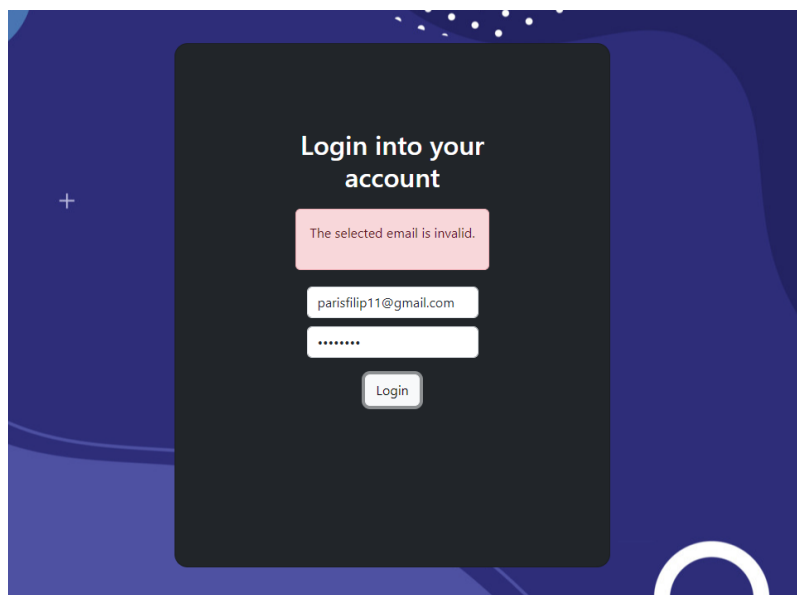 Login into your
account
The selected email is invalid.
parisfilip11@gmail.com
••••••••
Login